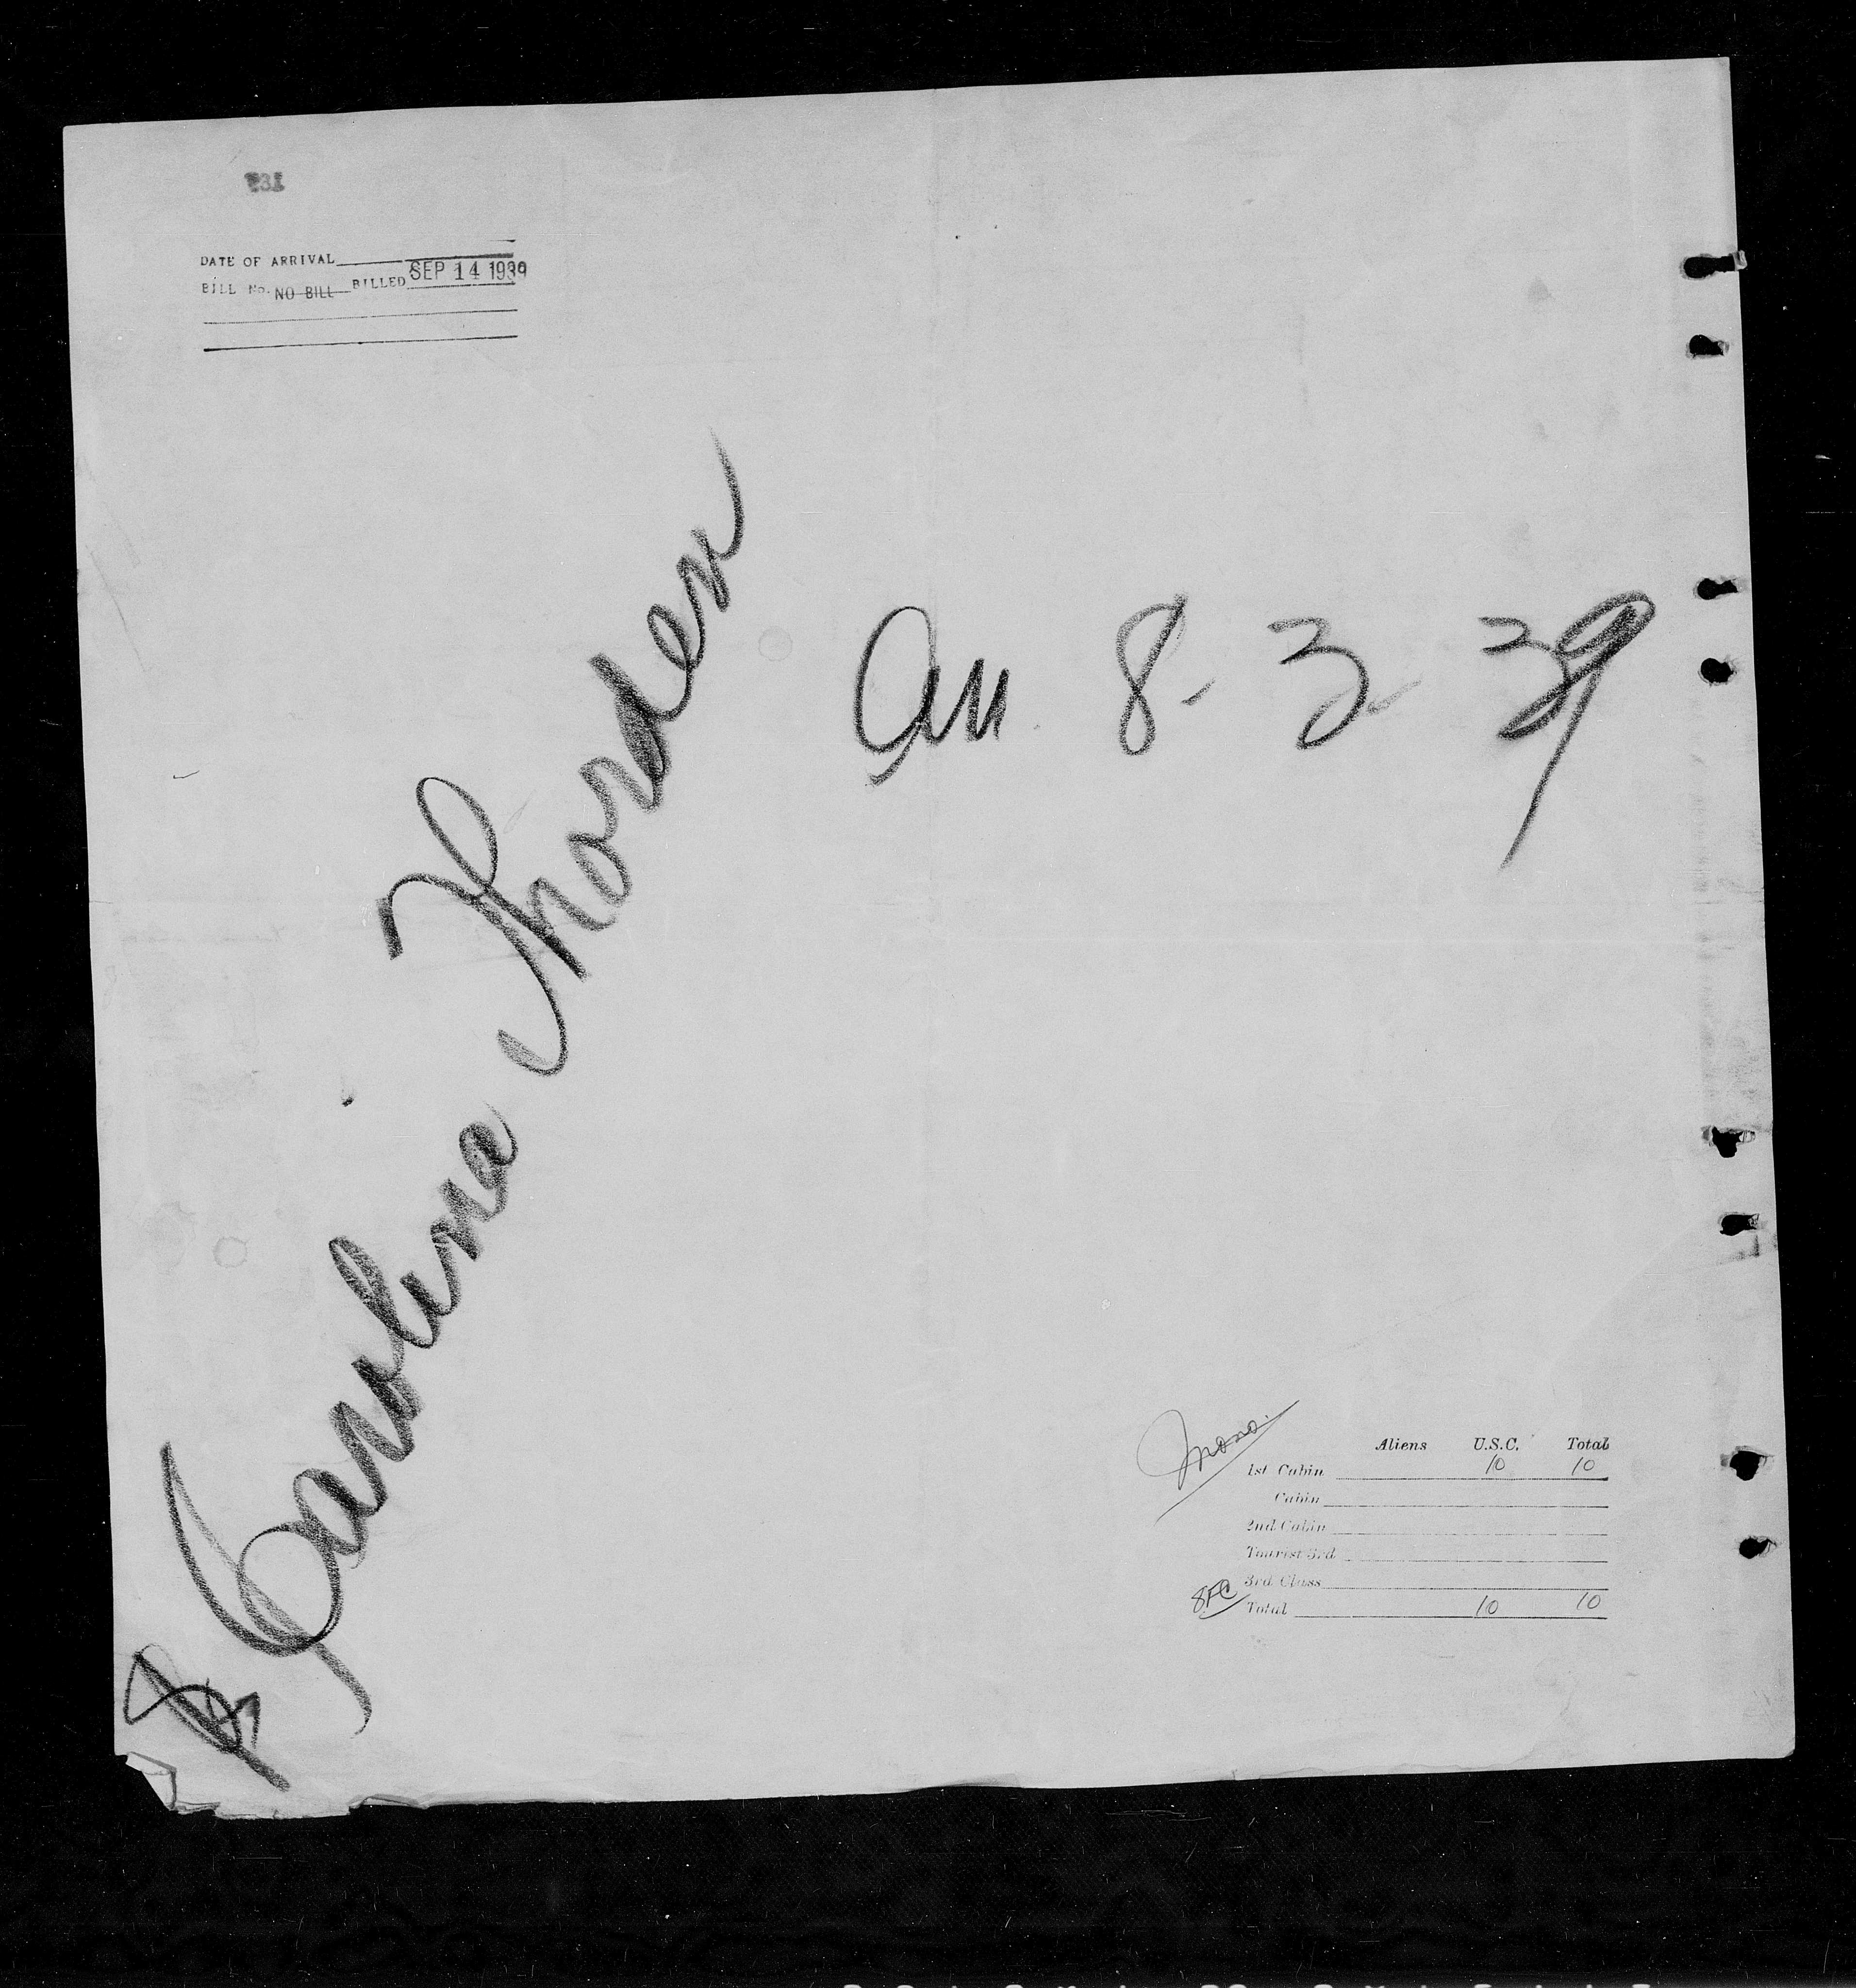 231
DATE OF ARRIVAL
BILL No. NO BILL BILLED SEP 14 1939
Carolina Thorden
Arr. 8-3-39
Aliens U.S.C. Total
1st Cabin 10 10
Cabin
2nd Cabin
Tourist 3rd
3rd Class
Total 10 10